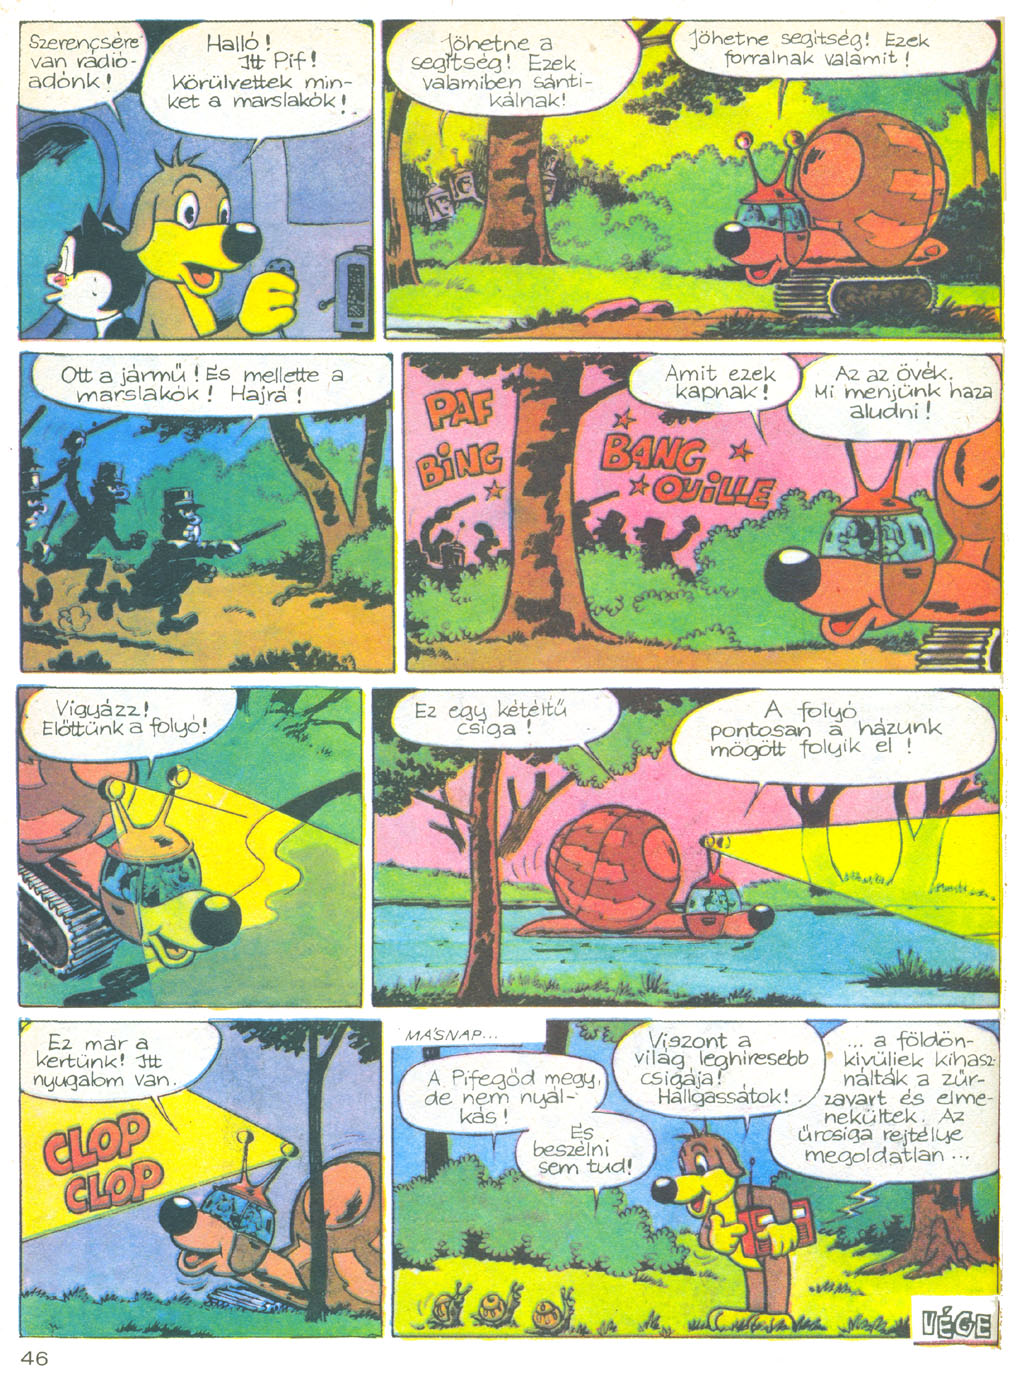 Szerencsére
van rádió-
adónk!
Halló!
Itt Pif!
Körülvettek min-
ket a marslakók!
Jöhetne a
segítség! Ezek
valamiben sánti-
kálnak!
Jöhetne segítség! Ezek
forralnak valamit!
Ott a jármű! És mellette a
marslakók! Hajrá!
PAF
BING
BANG
OUILLE
Amit ezek
kapnak!
Az az övék.
Mi menjünk haza
aludni!
Vigyázz!
Előttünk a folyó!
Ez egy kétéltű
csiga!
A folyó
pontosan a házunk
mögött folyik el!
Ez már a
kertünk! Itt
nyugalom van.
CLOP
CLOP
MÁSNAP...
A Pifegőd megy,
de nem nyál-
kás!
És
beszélni
sem tud!
Viszont a
világ leghíresebb
csigája!
Hallgassátok!
... a földön-
kívüliek kihasz-
nálták a zűr-
zavart és elme-
nekültek. Az
űrcsiga rejtélye
megoldatlan...
VÉGE
46